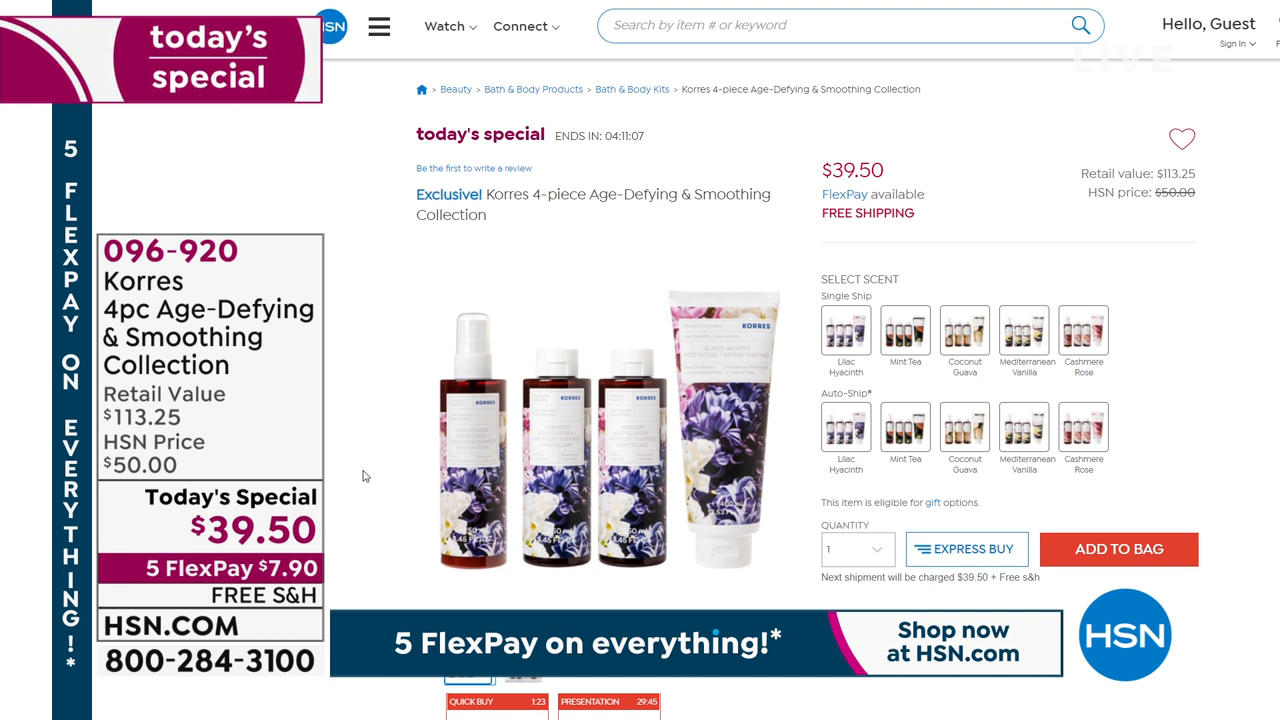 today's
special
5 FLEXPAY ON EVERYTHING!*
096-920
Korres
4pc Age-Defying
& Smoothing
Collection
Retail Value
$113.25
HSN Price
$50.00
Today's Special
$39.50
5 FlexPay $7.90
FREE S&H
HSN.COM
800-284-3100
HSN
Watch
Connect
Search by item # or keyword
Hello, Guest
Sign In
LIVE
> Beauty > Bath & Body Products > Bath & Body Kits > Korres 4-piece Age-Defying & Smoothing Collection
today's special ENDS IN: 04:11:07
Be the first to write a review
Exclusive! Korres 4-piece Age-Defying & Smoothing
Collection
$39.50
FlexPay available
FREE SHIPPING
Retail value: $113.25
HSN price: $50.00
KORRES
KORRES
KORRES
KORRES
SELECT SCENT
Single Ship
Lilac
Hyacinth
Mint Tea
Coconut
Guava
Mediterranean
Vanilla
Cashmere
Rose
Auto-Ship®
Lilac
Hyacinth
Mint Tea
Coconut
Guava
Mediterranean
Vanilla
Cashmere
Rose
This item is eligible for gift options.
QUANTITY
1
EXPRESS BUY
ADD TO BAG
Next shipment will be charged $39.50 + Free s&h
5 FlexPay on everything!*
Shop now
at HSN.com
HSN
QUICK BUY 1:23
PRESENTATION 29:45